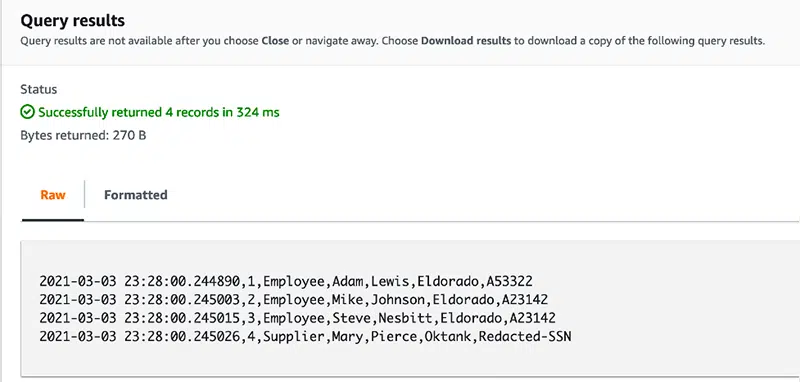 Query results
Query results are not available after you choose Close or navigate away. Choose Download results to download a copy of the following query results.
Status
Successfully returned 4 records in 324 ms
Bytes returned: 270 B
Raw
Formatted
2021-03-03 23:28:00.244890,1,Employee,Adam,Lewis,Eldorado,A53322
2021-03-03 23:28:00.245003,2,Employee,Mike,Johnson,Eldorado,A23142
2021-03-03 23:28:00.245015,3,Employee,Steve,Nesbitt,Eldorado,A23142
2021-03-03 23:28:00.245026,4,Supplier,Mary,Pierce,Oktank,Redacted-SSN